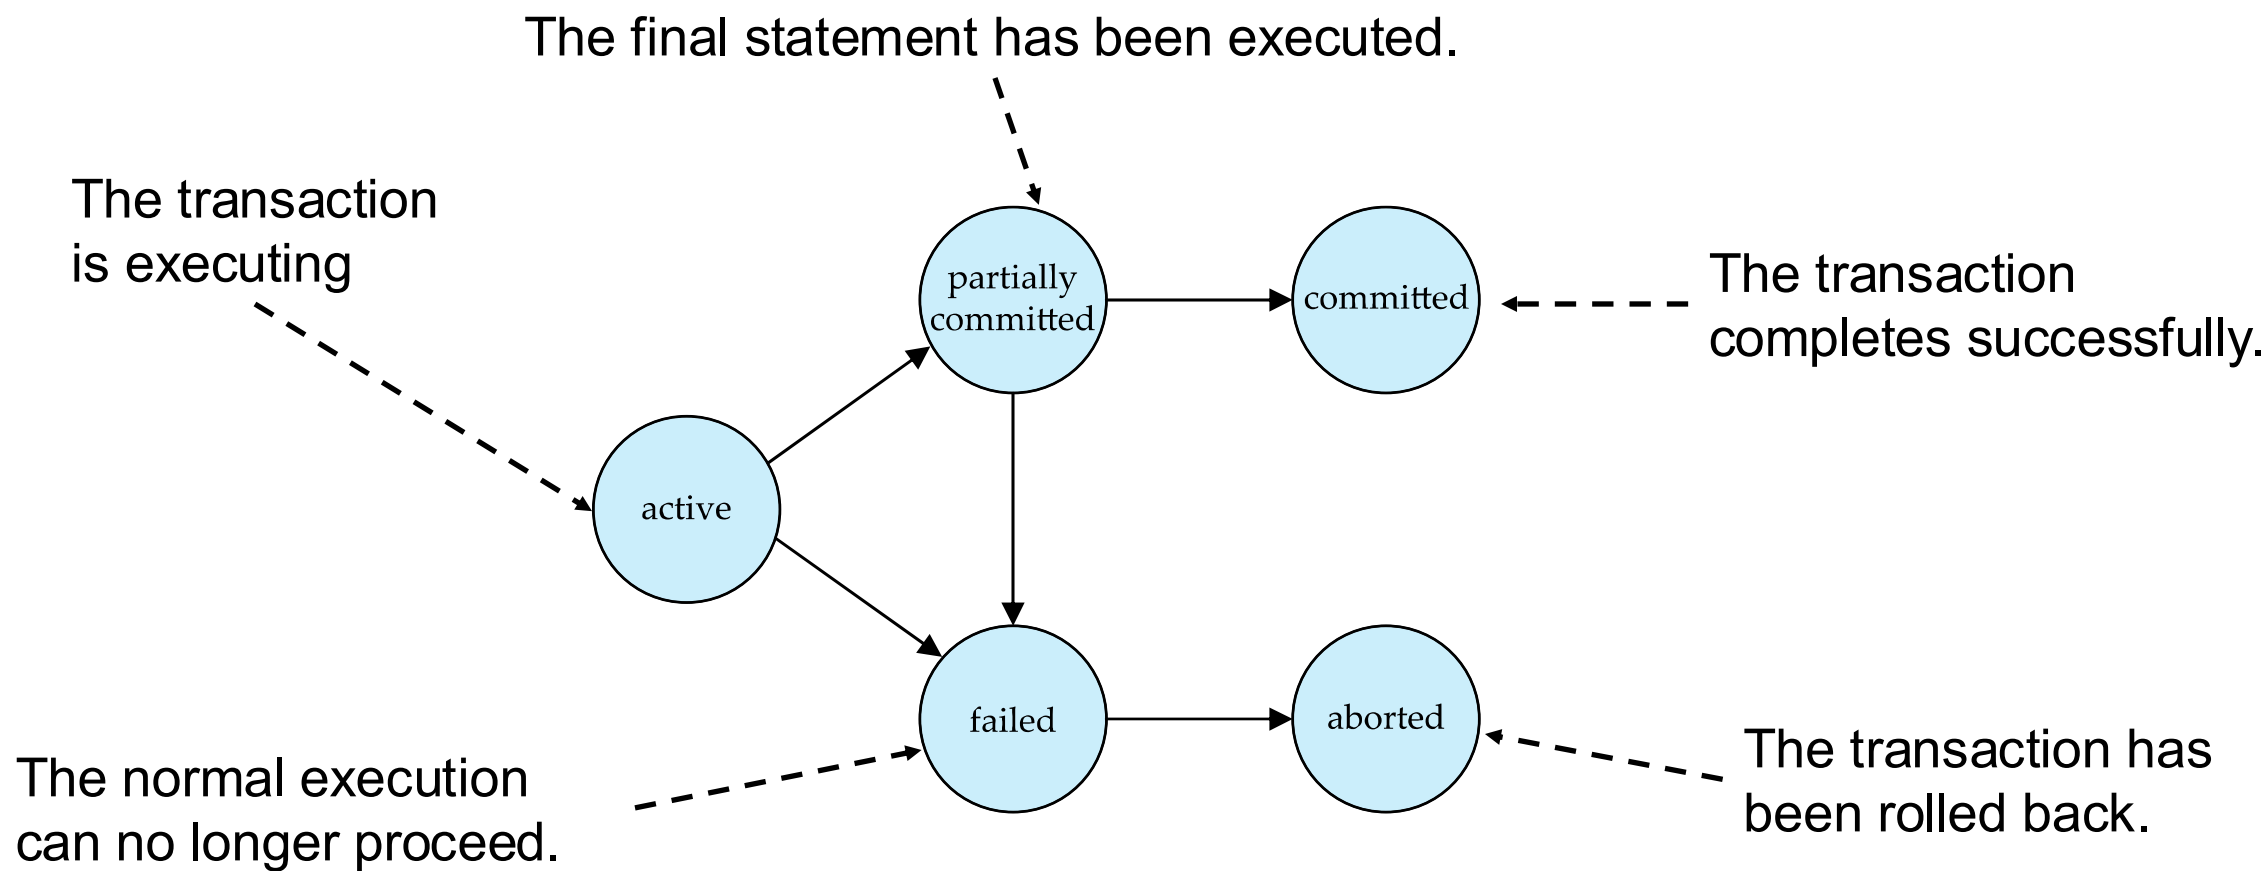 The final statement has been executed.
The transaction
is executing
partially
committed
committed
The transaction
completes successfully.
active
failed
aborted
The normal execution
can no longer proceed.
The transaction has
been rolled back.